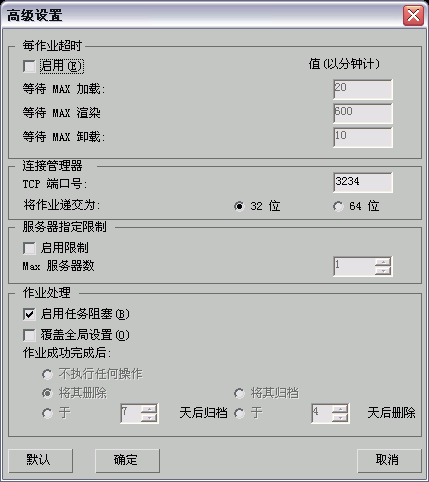 高级设置
每作业超时
启用(E) 值(以分钟计)
等待 MAX 加载: 20
等待 MAX 渲染 600
等待 MAX 卸载: 10
连接管理器
TCP 端口号: 3234
将作业递交为: 32 位 64 位
服务器指定限制
启用限制
Max 服务器数 1
作业处理
启用任务阻塞(B)
覆盖全局设置(O)
作业成功完成后:
不执行任何操作
将其删除 将其归档
于 7 天后归档 于 4 天后删除
默认 确定 取消